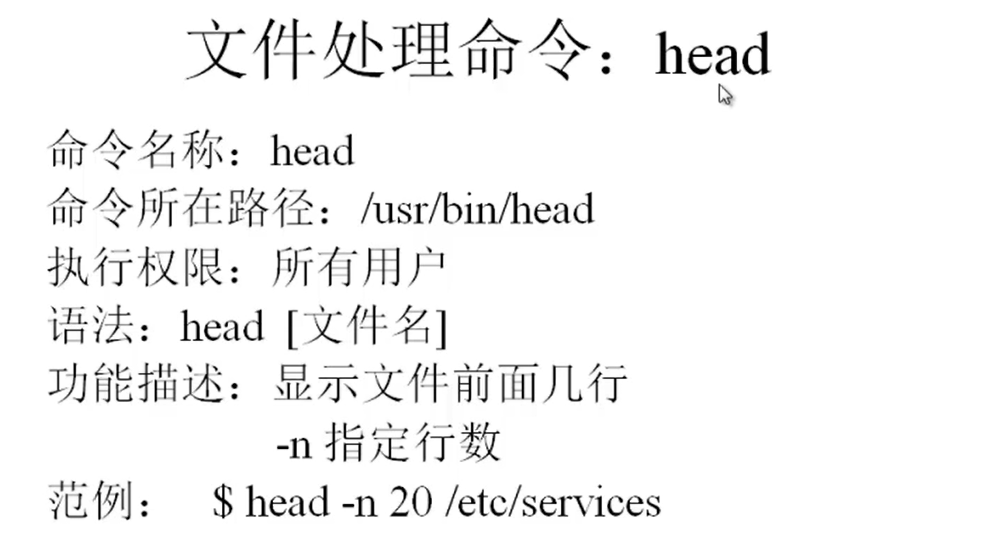 文件处理命令：head
命令名称：head
命令所在路径：/usr/bin/head
执行权限：所有用户
语法：head [文件名]
功能描述：显示文件前面几行
-n 指定行数
范例： $ head -n 20 /etc/services